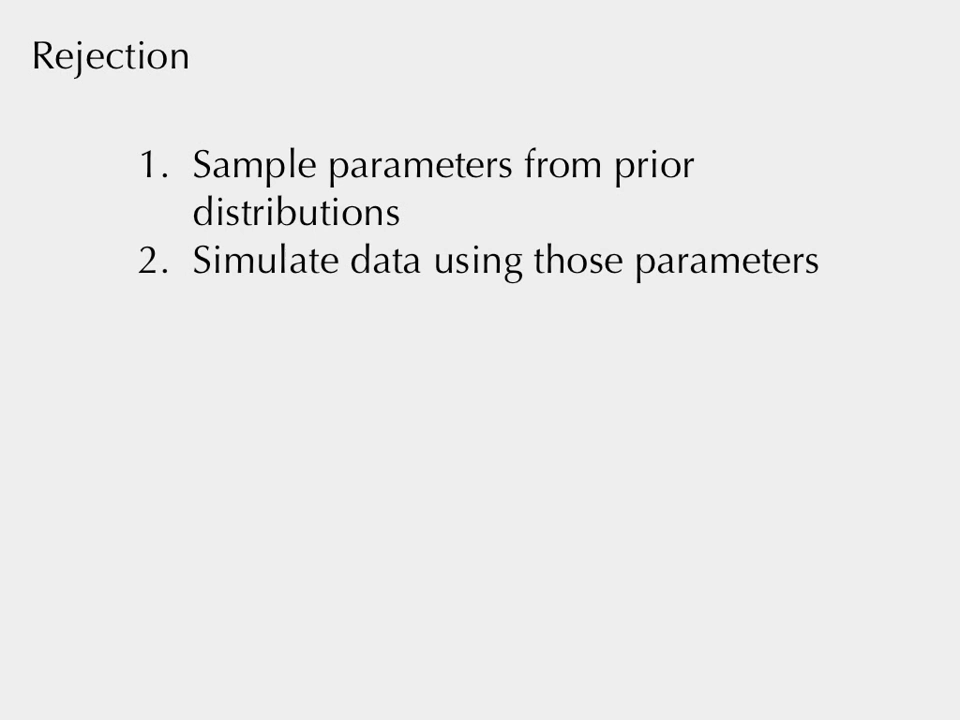 Rejection
1. Sample parameters from prior
distributions
2. Simulate data using those parameters